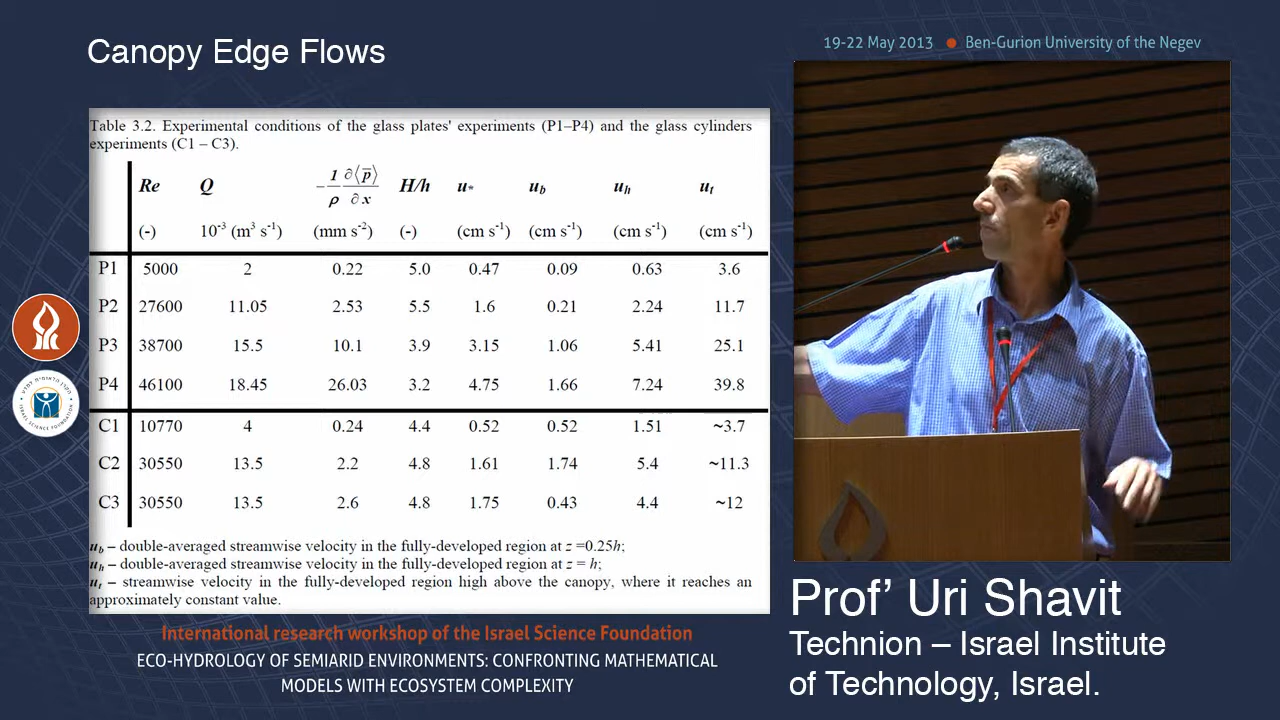 Canopy Edge Flows
19-22 May 2013 ● Ben-Gurion University of the Negev
Table 3.2. Experimental conditions of the glass plates' experiments (P1–P4) and the glass cylinders
experiments (C1 – C3).
Re Q −1/ρ ∂⟨p̅⟩/∂x H/h u* u_b u_h u_t
(-) 10⁻³ (m³ s⁻¹) (mm s⁻²) (-) (cm s⁻¹) (cm s⁻¹) (cm s⁻¹) (cm s⁻¹)
P1 5000 2 0.22 5.0 0.47 0.09 0.63 3.6
P2 27600 11.05 2.53 5.5 1.6 0.21 2.24 11.7
P3 38700 15.5 10.1 3.9 3.15 1.06 5.41 25.1
P4 46100 18.45 26.03 3.2 4.75 1.66 7.24 39.8
C1 10770 4 0.24 4.4 0.52 0.52 1.51 ~3.7
C2 30550 13.5 2.2 4.8 1.61 1.74 5.4 ~11.3
C3 30550 13.5 2.6 4.8 1.75 0.43 4.4 ~12
u_b – double-averaged streamwise velocity in the fully-developed region at z =0.25h;
u_h – double-averaged streamwise velocity in the fully-developed region at z = h;
u_t – streamwise velocity in the fully-developed region high above the canopy, where it reaches an
approximately constant value.
International research workshop of the Israel Science Foundation
ECO-HYDROLOGY OF SEMIARID ENVIRONMENTS: CONFRONTING MATHEMATICAL
MODELS WITH ECOSYSTEM COMPLEXITY
Prof’ Uri Shavit
Technion – Israel Institute
of Technology, Israel.
ISRAEL SCIENCE FOUNDATION